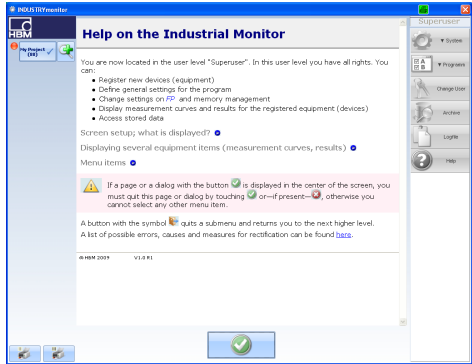 INDUSTRYmonitor
HBM
My Project
(00)
Help on the Industrial Monitor
You are now located in the user level "Superuser". In this user level you have all rights. You
can:
Register new devices (equipment)
Define general settings for the program
Change settings on FP and memory management
Display measurement curves and results for the registered equipment (devices)
Access stored data
Screen setup; what is displayed?
Displaying several equipment items (measurement curves, results)
Menu items
If a page or a dialog with the button is displayed in the center of the screen, you
must quit this page or dialog by touching or—if present—, otherwise you
cannot select any other menu item.
A button with the symbol quits a submenu and returns you to the next higher level.
A list of possible errors, causes and measures for rectification can be found here.
© HBM 2009 V1.0 R1
Superuser
▼ System
A
B
▼ Programs
Change User
Archive
Logfile
Help